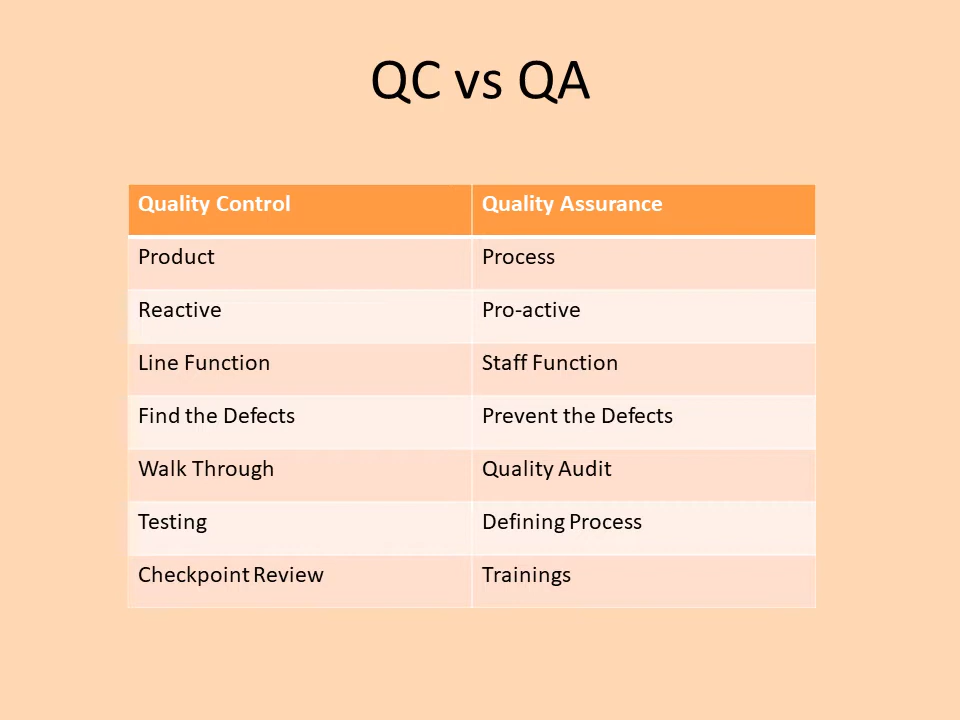 QC vs QA
Quality Control Quality Assurance
Product Process
Reactive Pro-active
Line Function Staff Function
Find the Defects Prevent the Defects
Walk Through Quality Audit
Testing Defining Process
Checkpoint Review Trainings